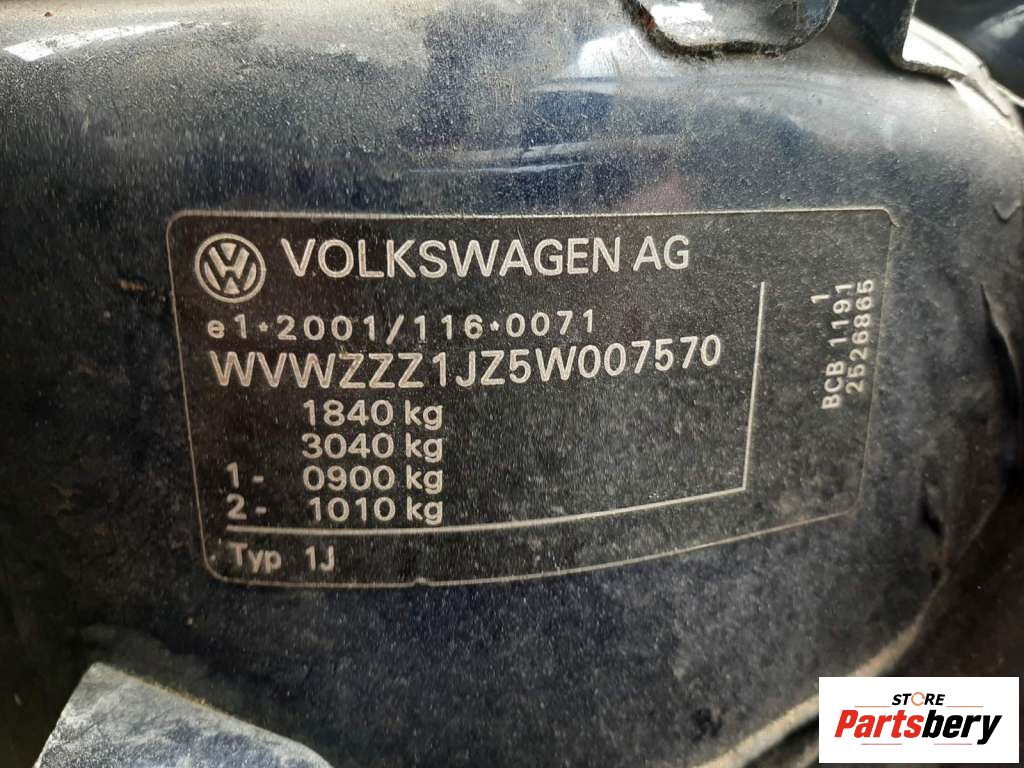 VOLKSWAGEN AG
e1*2001/116*0071
WVWZZZ1JZ5W007570
1840 kg
3040 kg
1- 0900 kg
2- 1010 kg
Typ 1J
1
BCB 1191
2526865
STORE
Partsbery